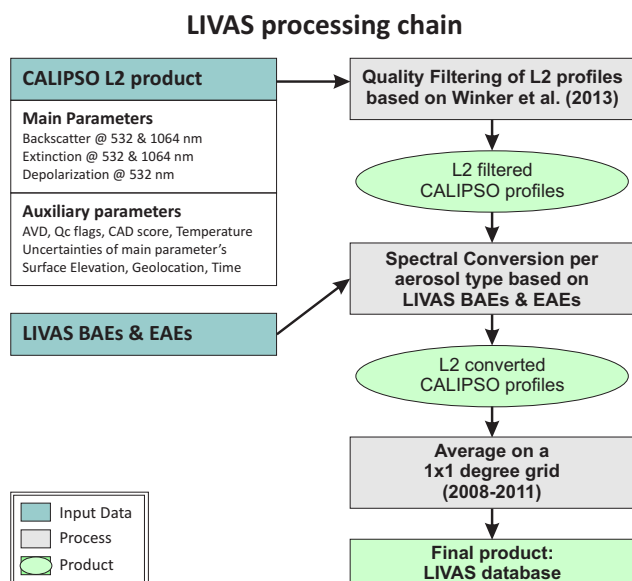 LIVAS processing chain
CALIPSO L2 product
Main Parameters
Backscatter @ 532 & 1064 nm
Extinction @ 532 & 1064 nm
Depolarization @ 532 nm
Auxiliary parameters
AVD, Qc flags, CAD score, Temperature
Uncertainties of main parameter's
Surface Elevation, Geolocation, Time
LIVAS BAEs & EAEs
Quality Filtering of L2 profiles
based on Winker et al. (2013)
L2 filtered
CALIPSO profiles
Spectral Conversion per
aerosol type based on
LIVAS BAEs & EAEs
L2 converted
CALIPSO profiles
Average on a
1x1 degree grid
(2008-2011)
Final product:
LIVAS database
Input Data
Process
Product